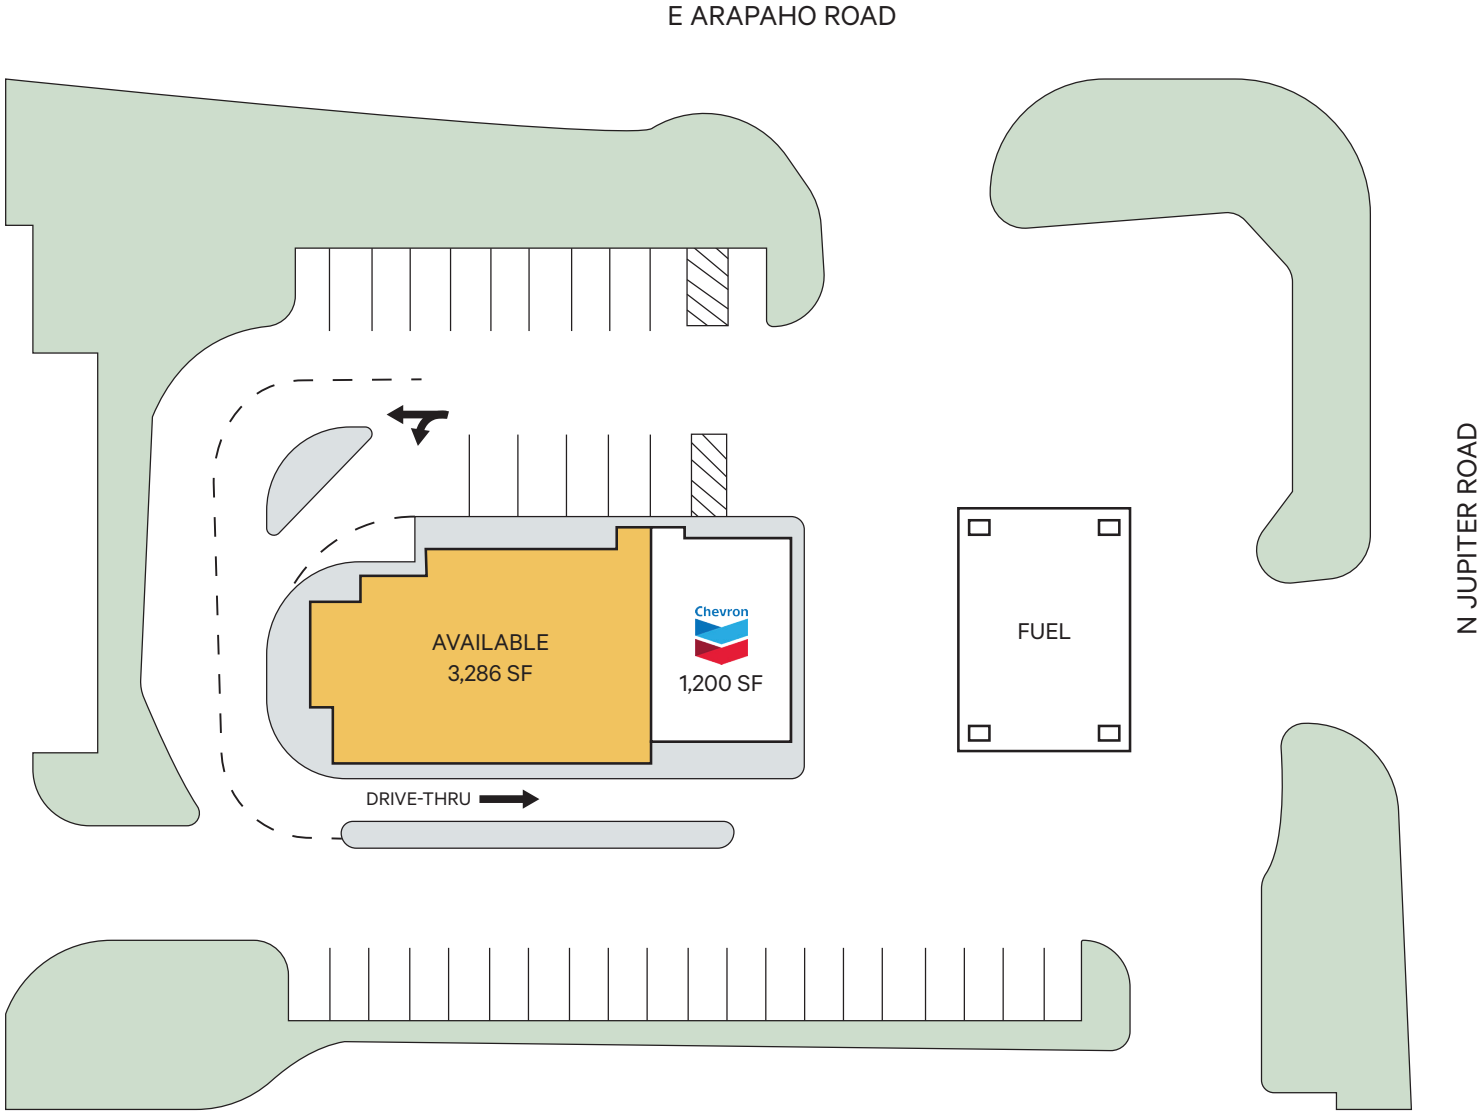 E ARAPAHO ROAD
N JUPITER ROAD
Chevron
AVAILABLE
3,286 SF
1,200 SF
FUEL
DRIVE-THRU